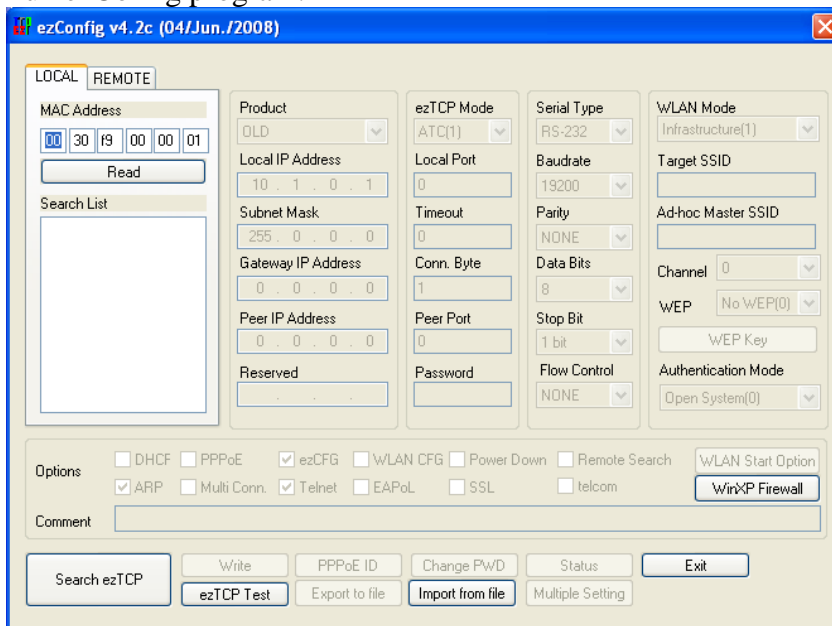 ezConfig v4.2c (04/Jun./2008)
LOCAL REMOTE
MAC Address
00 30 f9 00 00 01
Read
Search List
Product
OLD
Local IP Address
10 . 1 . 0 . 1
Subnet Mask
255 . 0 . 0 . 0
Gateway IP Address
0 . 0 . 0 . 0
Peer IP Address
0 . 0 . 0 . 0
Reserved
. . .
ezTCP Mode
ATC(1)
Local Port
0
Timeout
0
Conn. Byte
1
Peer Port
0
Password
Serial Type
RS-232
Baudrate
19200
Parity
NONE
Data Bits
8
Stop Bit
1 bit
Flow Control
NONE
WLAN Mode
Infrastructure(1)
Target SSID
Ad-hoc Master SSID
Channel 0
WEP No WEP(0)
WEP Key
Authentication Mode
Open System(0)
Options
DHCP PPPoE ezCFG WLAN CFG Power Down Remote Search WLAN Start Option
ARP Multi Conn. Telnet EAPoL SSL telcom WinXP Firewall
Comment
Search ezTCP
Write PPPoE ID Change PWD Status Exit
ezTCP Test Export to file Import from file Multiple Setting